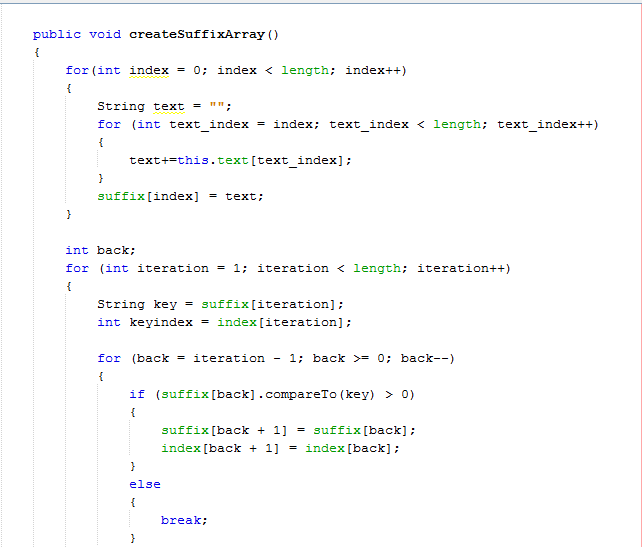 public void createSuffixArray()
{
for(int index = 0; index < length; index++)
{
String text = "";
for (int text_index = index; text_index < length; text_index++)
{
text+=this.text[text_index];
}
suffix[index] = text;
}
int back;
for (int iteration = 1; iteration < length; iteration++)
{
String key = suffix[iteration];
int keyindex = index[iteration];
for (back = iteration - 1; back >= 0; back--)
{
if (suffix[back].compareTo(key) > 0)
{
suffix[back + 1] = suffix[back];
index[back + 1] = index[back];
}
else
{
break;
}